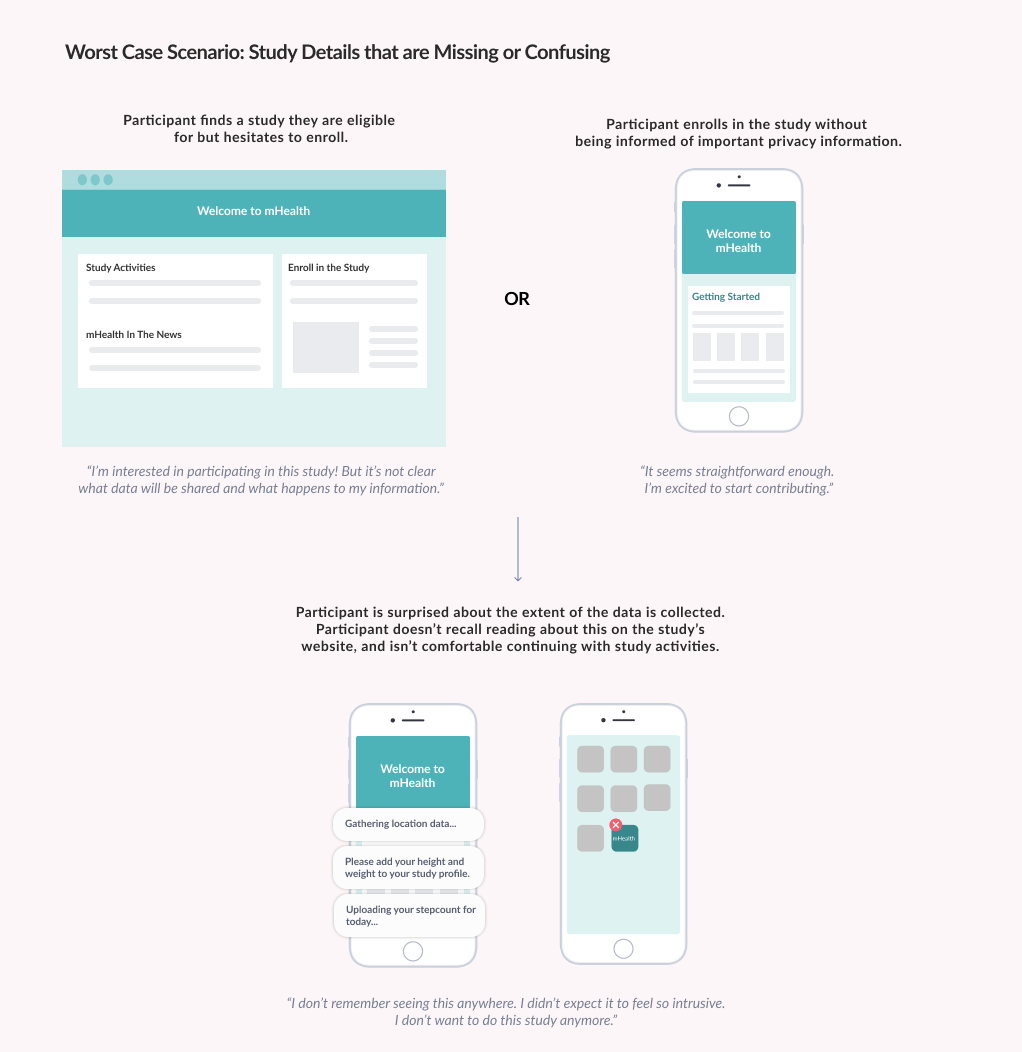 Worst Case Scenario: Study Details that are Missing or Confusing
Participant finds a study they are eligible
for but hesitates to enroll.
Welcome to mHealth
Study Activities
Enroll in the Study
mHealth In The News
“I’m interested in participating in this study! But it’s not clear
what data will be shared and what happens to my information.”
OR
Participant enrolls in the study without
being informed of important privacy information.
Welcome to
mHealth
Getting Started
“It seems straightforward enough.
I’m excited to start contributing.”
Participant is surprised about the extent of the data is collected.
Participant doesn’t recall reading about this on the study’s
website, and isn’t comfortable continuing with study activities.
Welcome to
mHealth
Gathering location data...
Please add your height and
weight to your study profile.
Uploading your stepcount for
today...
mHealth
“I don’t remember seeing this anywhere. I didn’t expect it to feel so intrusive.
I don’t want to do this study anymore.”